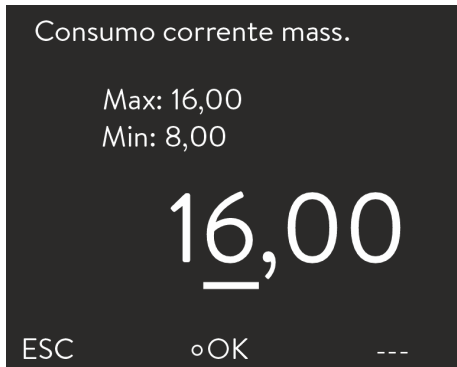 Consumo corrente mass.
Max: 16,00
Min: 8,00
16,00
ESC ○OK ---